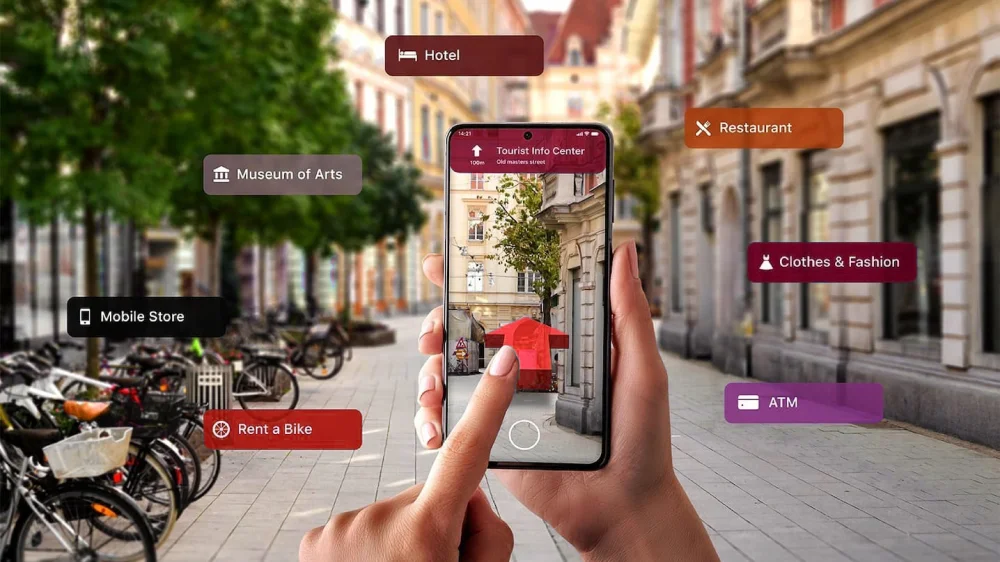 Hotel
Restaurant
14:21
Tourist Info Center
100m
Old masters street
Museum of Arts
Clothes & Fashion
Mobile Store
ATM
Rent a Bike